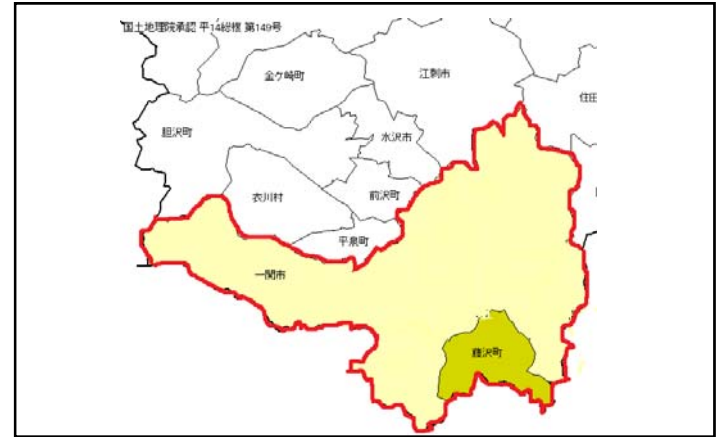 国土地理院承認 平14総複 第149号
金ケ崎町
江刺市
住田
胆沢町
水沢市
衣川村
前沢町
平泉町
一関市
藤沢町